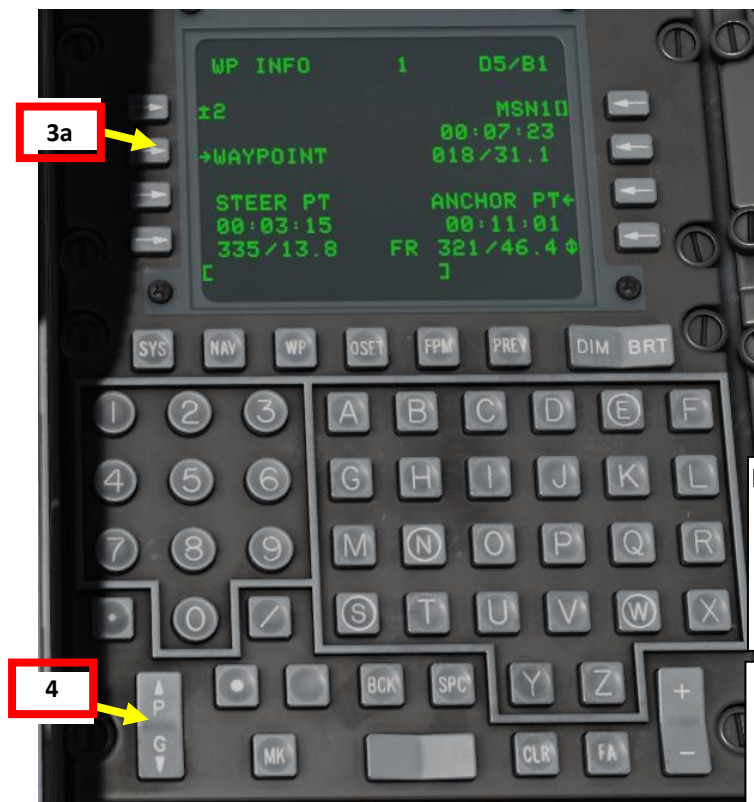 WP INFO 1 D5/B1
±2 MSN1
00:07:23
3a
→WAYPOINT 018/31.1
STEER PT ANCHOR PT←
00:03:15 00:11:01
335/13.8 FR 321/46.4
[ ]
SYS NAV WP OSET FPM PREV DIM BRT
1 2 3 A B C D E F
4 5 6 G H I J K L
7 8 9 M N O P Q R
0 / S T U V W X
4
P G
BCK SPC Y Z + -
MK CLR FA